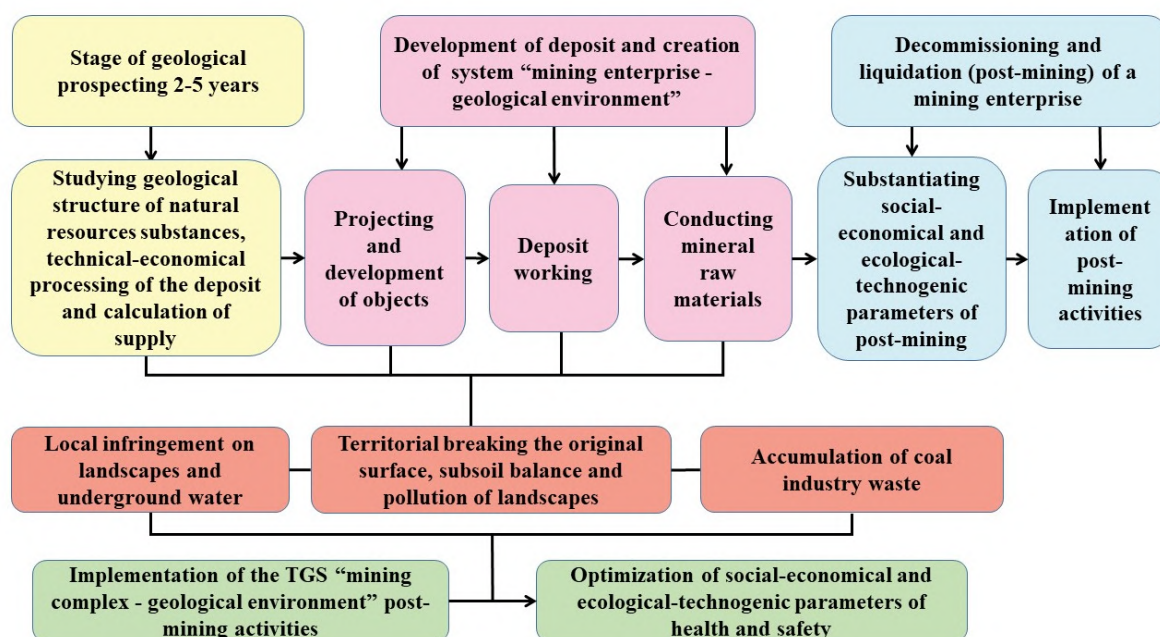 Stage of geological
prospecting 2-5 years
Development of deposit and creation
of system “mining enterprise -
geological environment”
Decommissioning and
liquidation (post-mining) of a
mining enterprise
Studying geological
structure of natural
resources substances,
technical-economical
processing of the deposit
and calculation of
supply
Projecting
and
development
of objects
Deposit
working
Conducting
mineral
raw
materials
Substantiating
social-
economical and
ecological-
technogenic
parameters of
post-mining
Implement
ation of
post-
mining
activities
Local infringement on
landscapes and
underground water
Territorial breaking the original
surface, subsoil balance and
pollution of landscapes
Accumulation of coal
industry waste
Implementation of the TGS “mining
complex - geological environment” post-
mining activities
Optimization of social-economical and
ecological-technogenic parameters of
health and safety